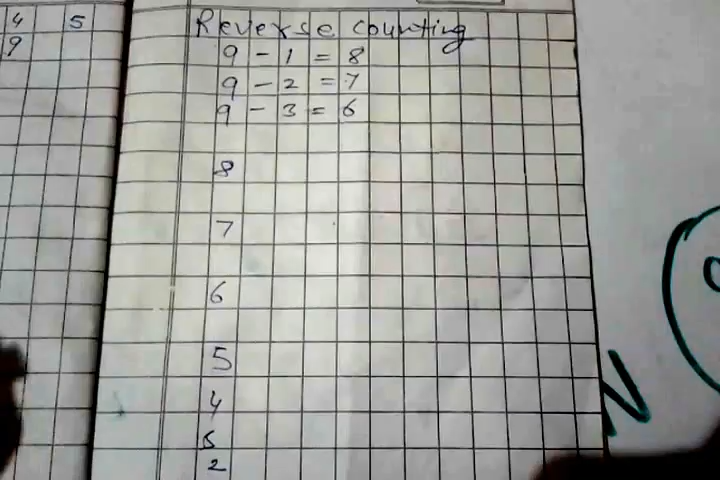 4 5
9
Reverse counting
9 - 1 = 8
9 - 2 = 7
9 - 3 = 6
8
7
6
5
4
2
N